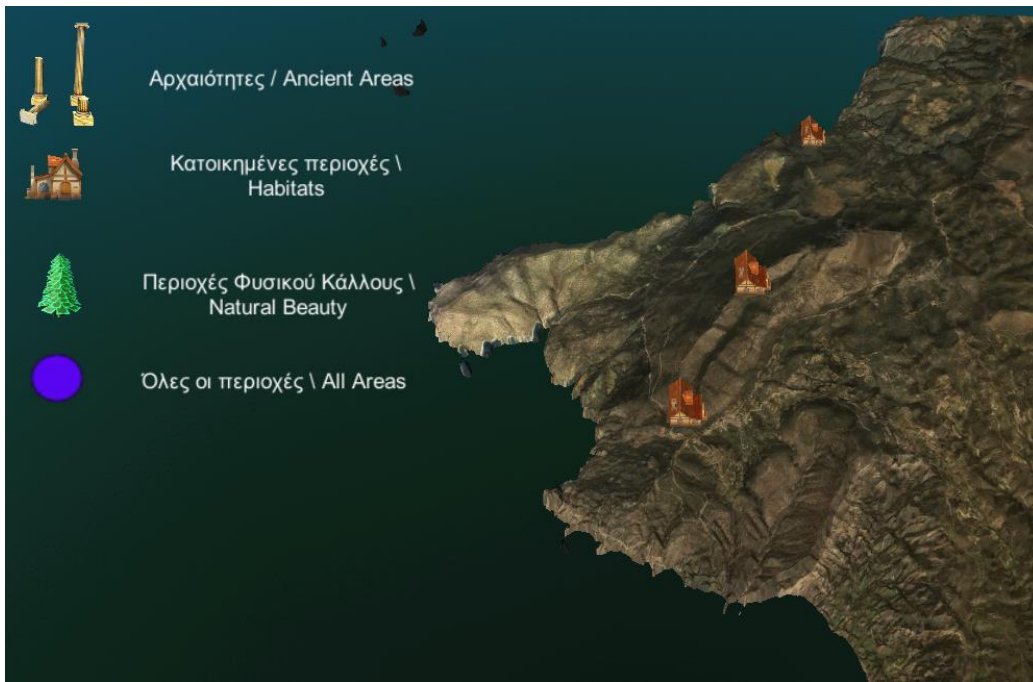 Αρχαιότητες / Ancient Areas
Κατοικημένες περιοχές \
Habitats
Περιοχές Φυσικού Κάλλους \
Natural Beauty
Όλες οι περιοχές \ All Areas